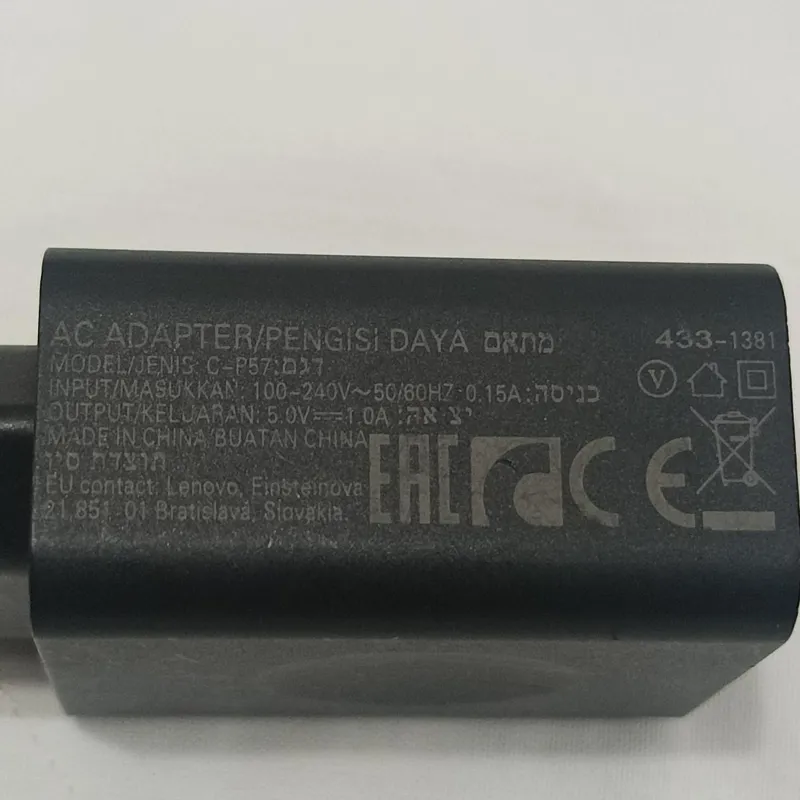 AC ADAPTER/PENGISI DAYA מתאם
433-1381
MODEL/JENIS: C-P57:דגם
INPUT/MASUKKAN: 100-240V~50/60HZ 0.15A:כניסה
OUTPUT/KELUARAN: 5.0V⎓1.0A:יציאה
MADE IN CHINA/BUATAN CHINA
תוצרת סין
EU contact: Lenovo, Einsteinova
21, 851 01 Bratislava, Slovakia.
V
EAC CE